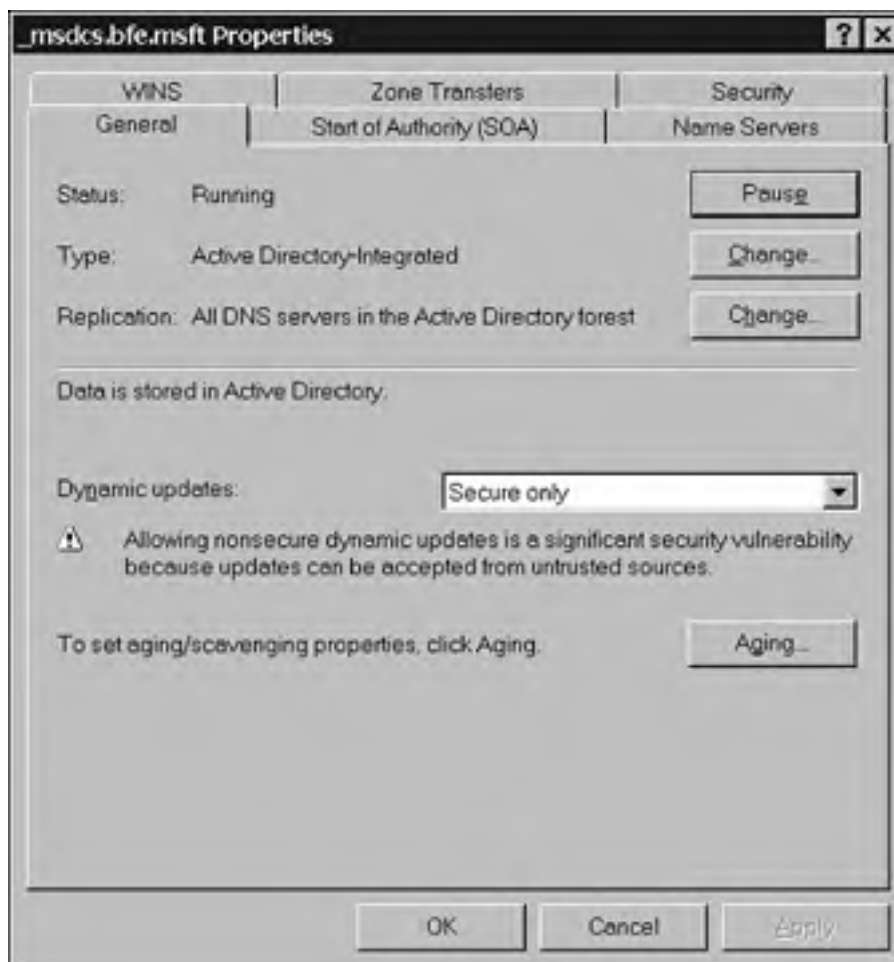 _msdcs.bfe.msft Properties
WINS Zone Transfers Security
General Start of Authority (SOA) Name Servers
Status: Running Pause
Type: Active Directory-Integrated Change...
Replication: All DNS servers in the Active Directory forest Change...
Data is stored in Active Directory.
Dynamic updates: Secure only
Allowing nonsecure dynamic updates is a significant security vulnerability
because updates can be accepted from untrusted sources.
To set aging/scavenging properties, click Aging. Aging...
OK Cancel Apply